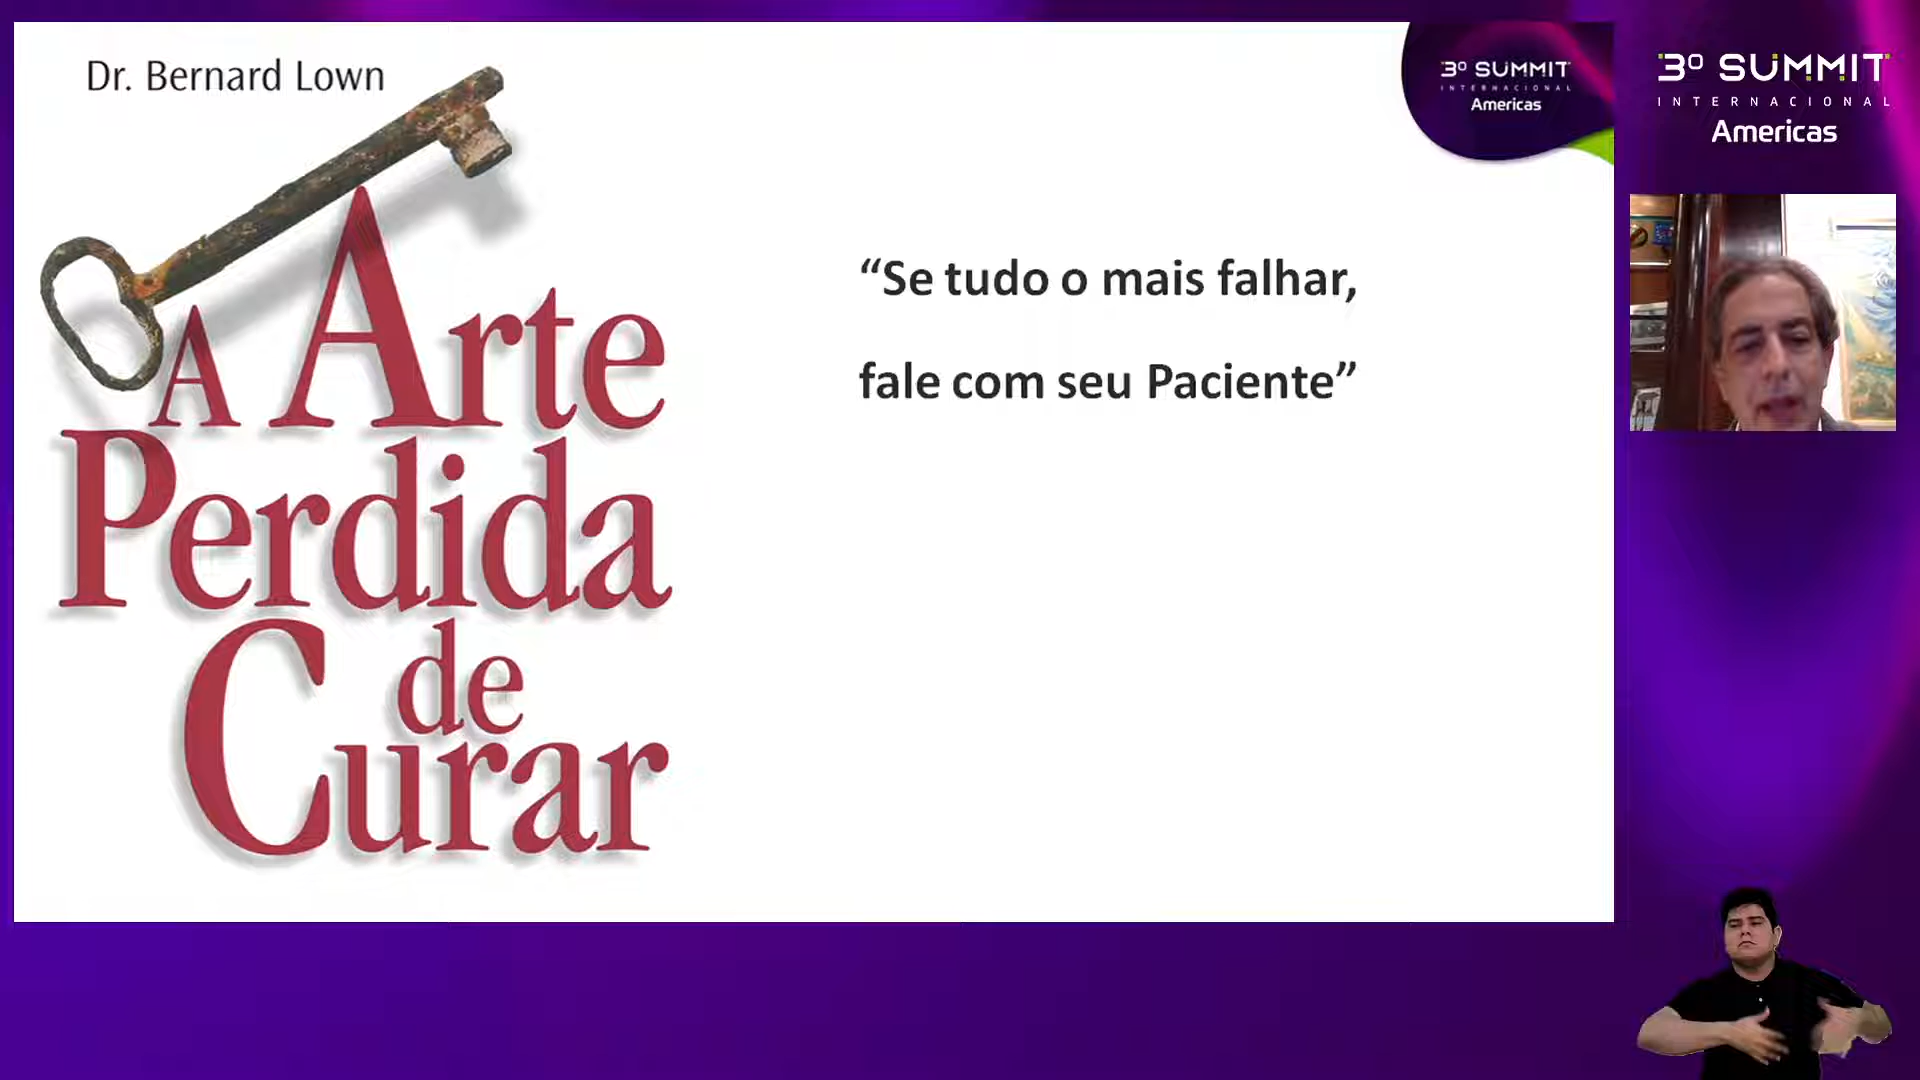 Dr. Bernard Lown
A Arte
Perdida
de
Curar
“Se tudo o mais falhar,
fale com seu Paciente”
3º SUMMIT
INTERNACIONAL
Americas
3º SUMMIT
INTERNACIONAL
Americas